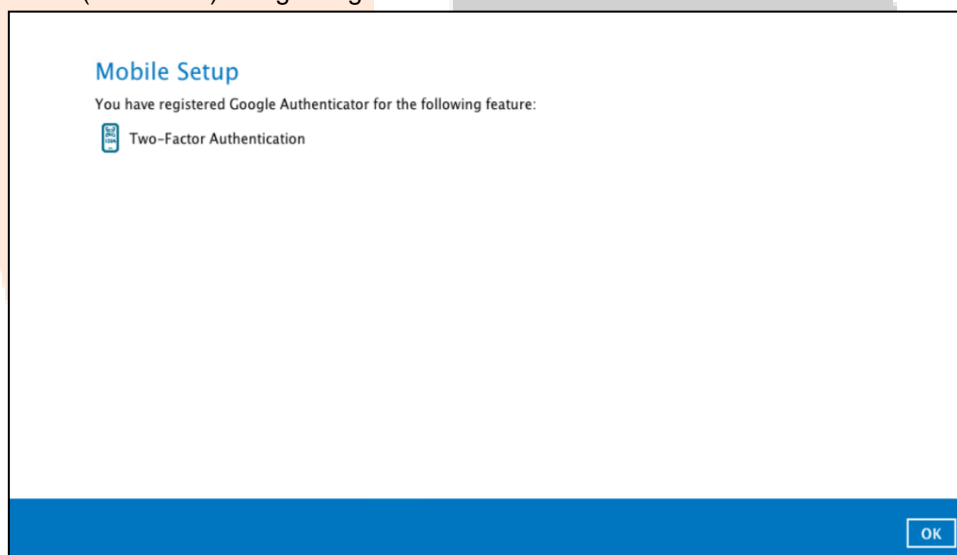 Mobile Setup
You have registered Google Authenticator for the following feature:
Two-Factor Authentication
OK